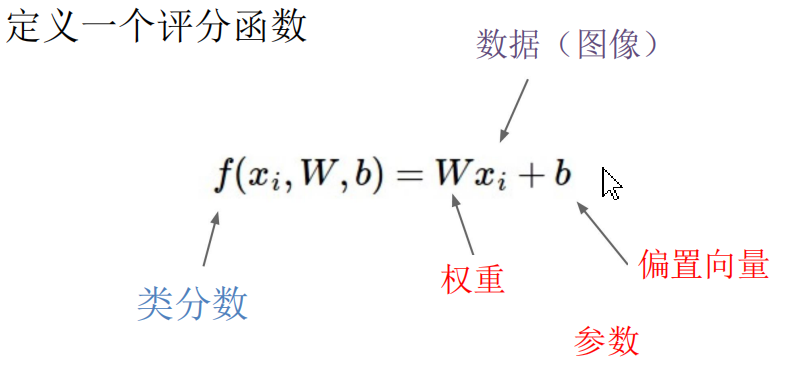 定义一个评分函数
数据（图像）
f(x_i, W, b) = Wx_i + b
类分数
权重
偏置向量
参数